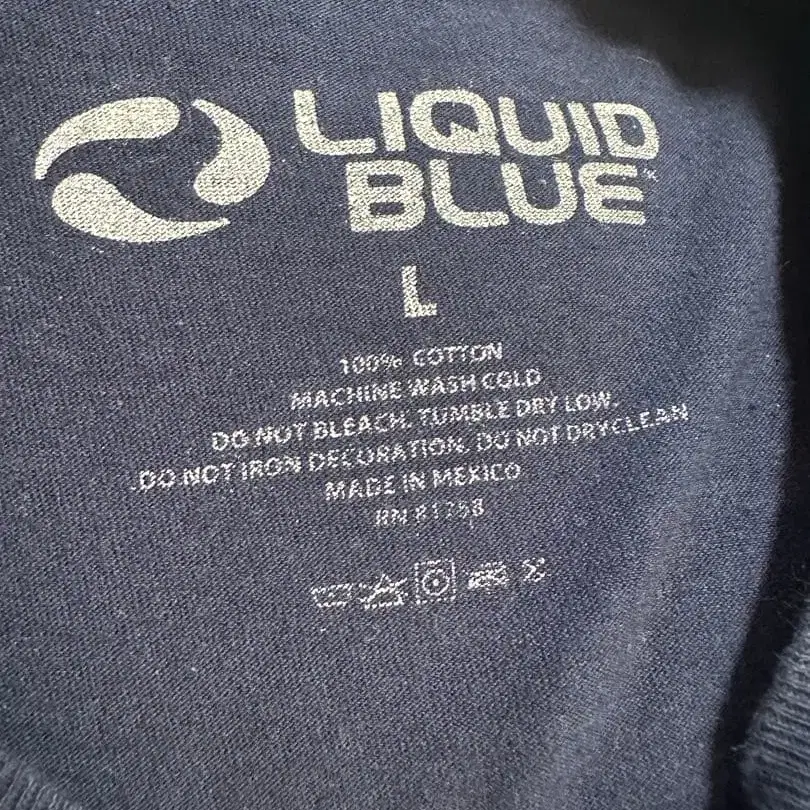 LIQUID
BLUE
L
100% COTTON
MACHINE WASH COLD
DO NOT BLEACH. TUMBLE DRY LOW.
DO NOT IRON DECORATION. DO NOT DRYCLEAN
MADE IN MEXICO
RN 81758